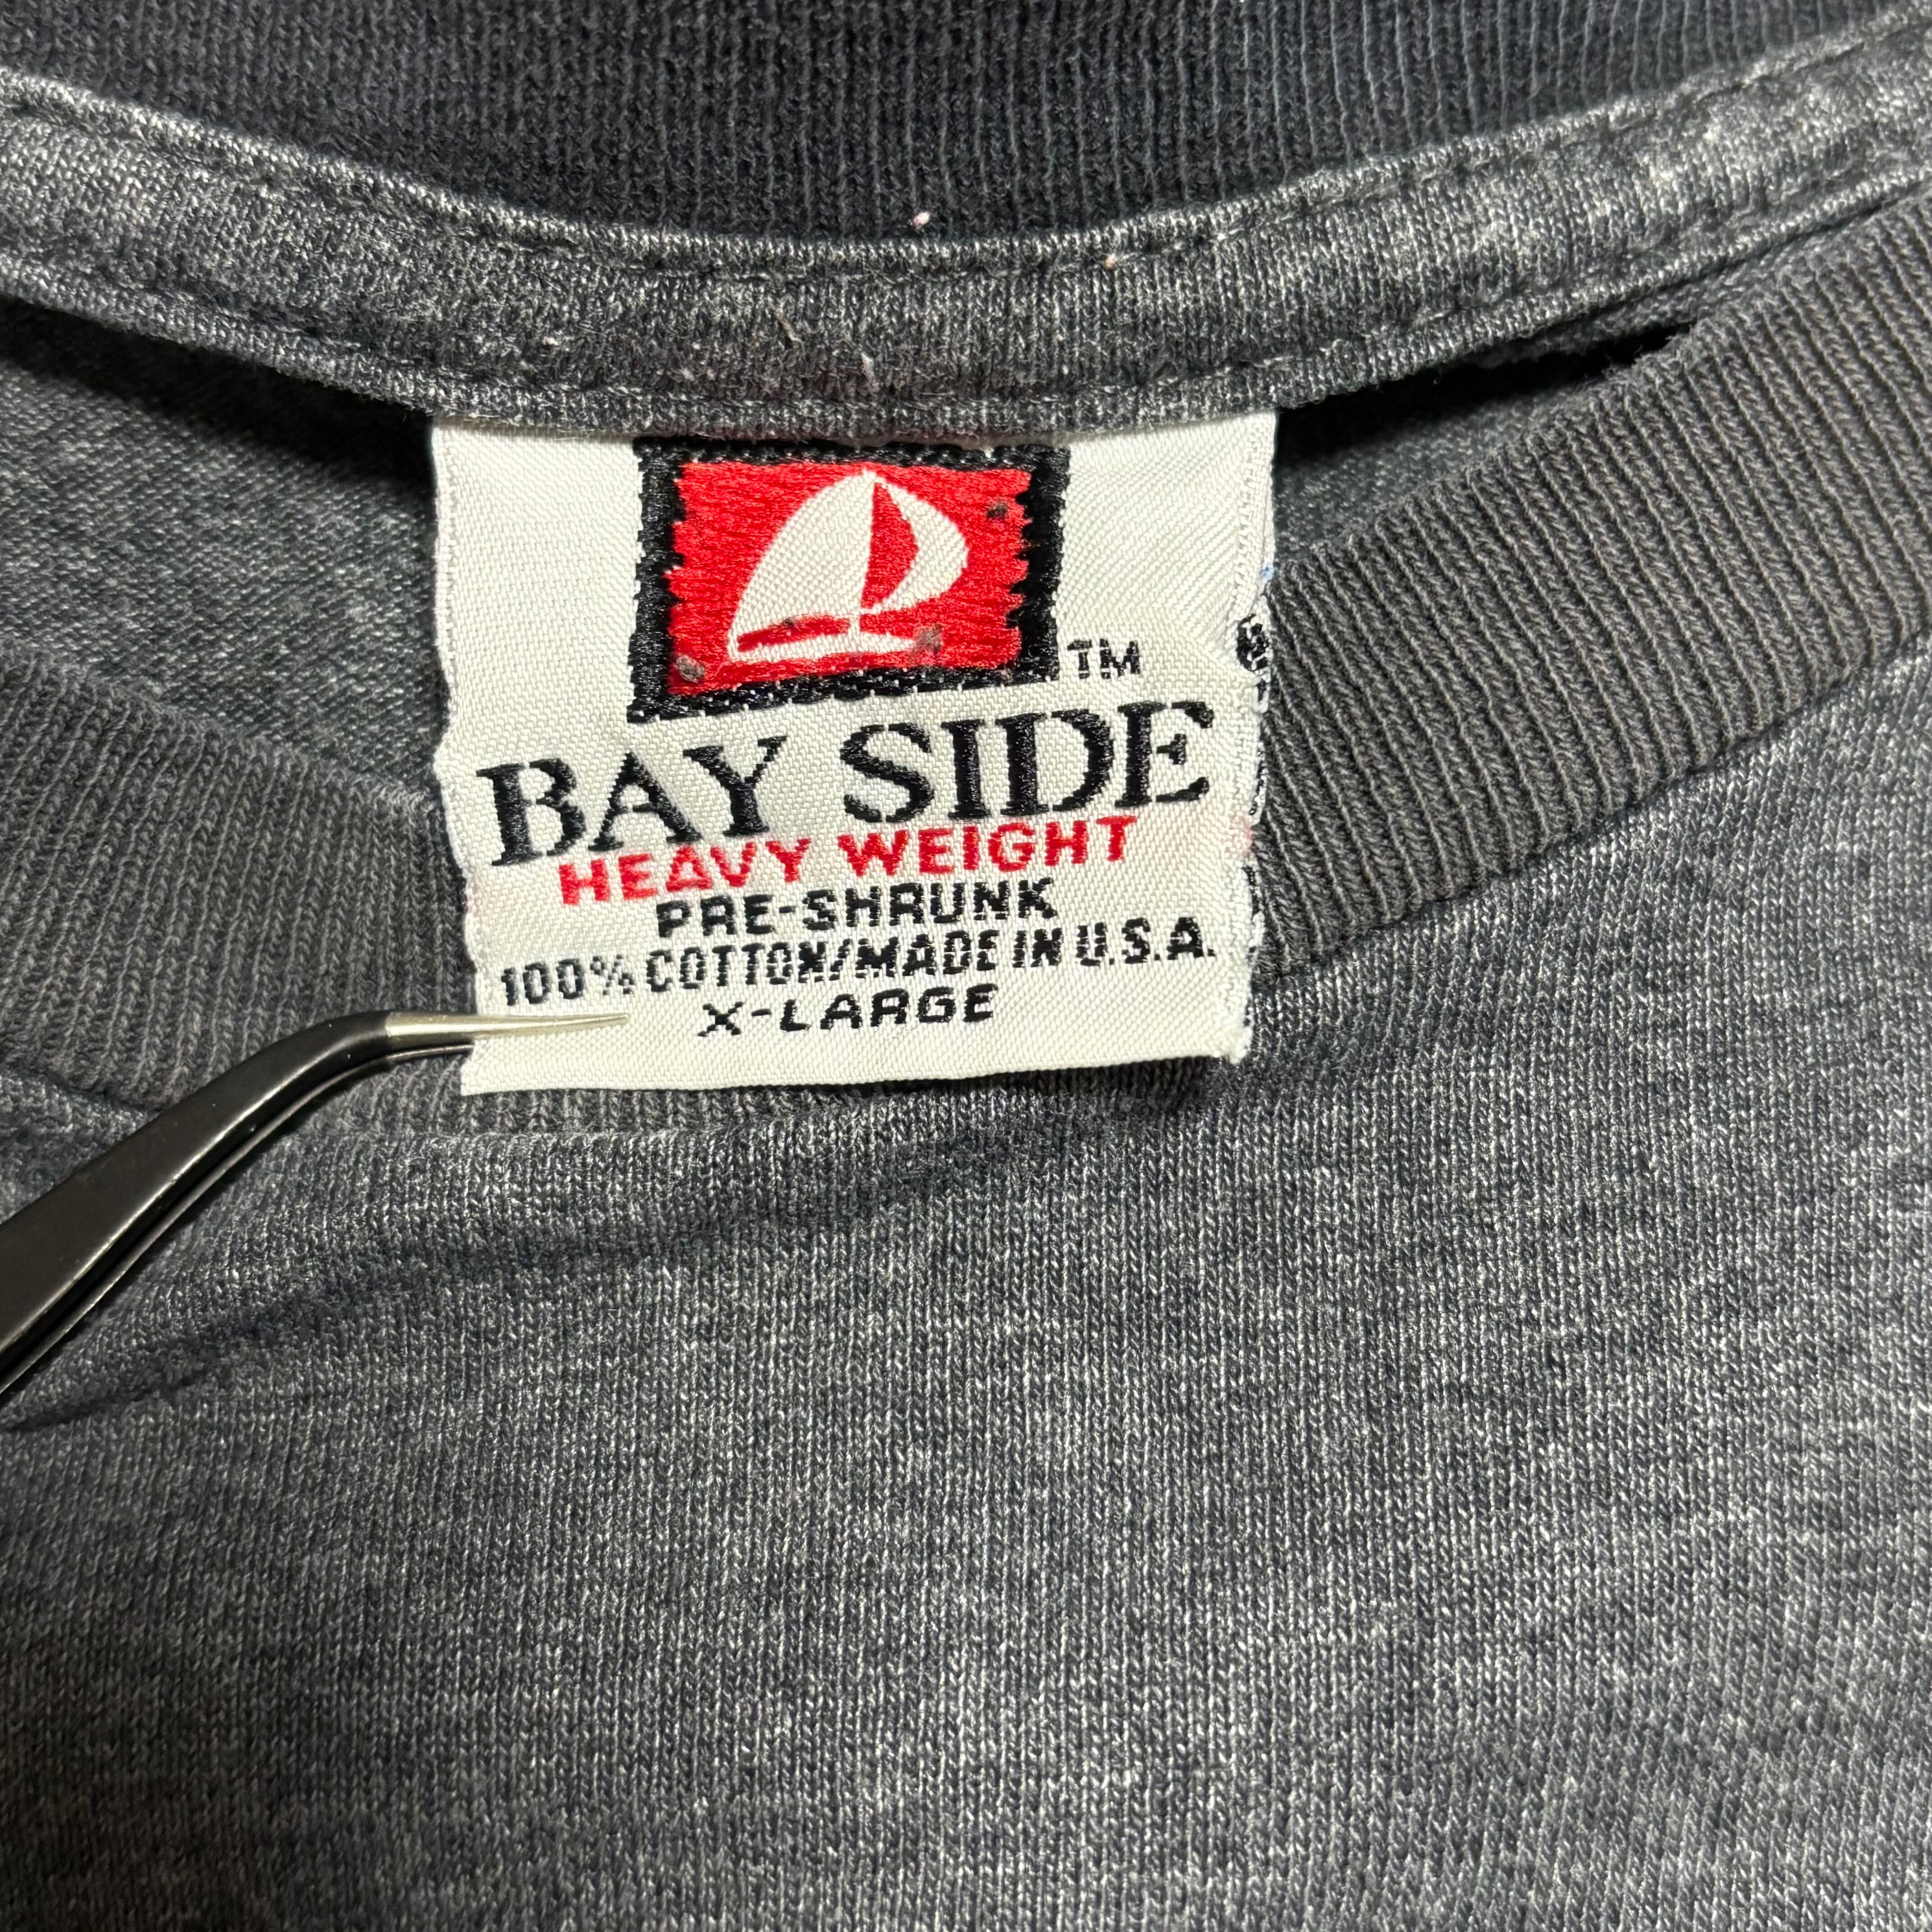 TM
BAY SIDE
HEAVY WEIGHT
PRE-SHRUNK
100% COTTON/MADE IN U.S.A.
X-LARGE